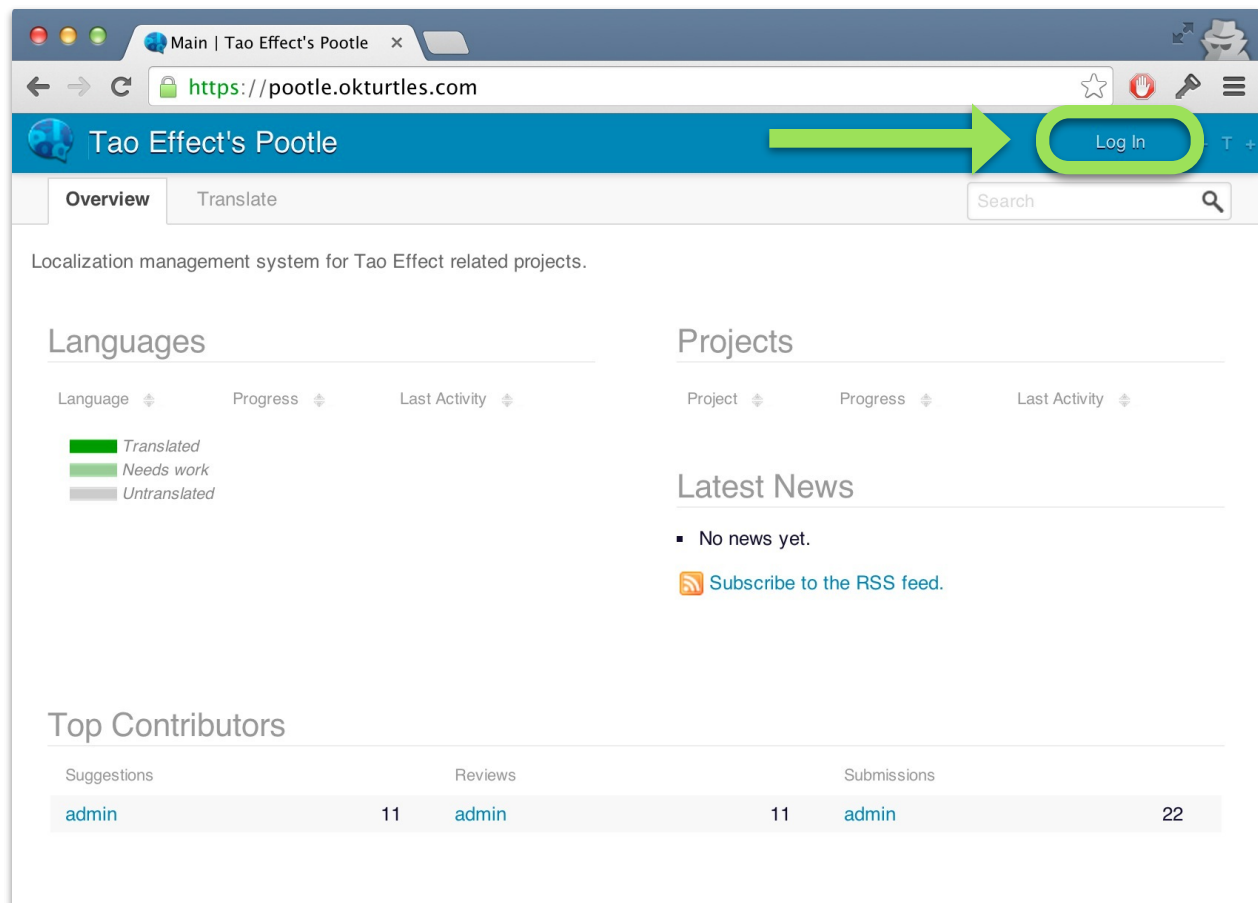 Main | Tao Effect's Pootle
https://pootle.okturtles.com
Tao Effect's Pootle
Log In
T +
Overview Translate Search
Localization management system for Tao Effect related projects.
Languages
Language Progress Last Activity
Translated
Needs work
Untranslated
Projects
Project Progress Last Activity
Latest News
No news yet.
Subscribe to the RSS feed.
Top Contributors
Suggestions Reviews Submissions
admin 11 admin 11 admin 22